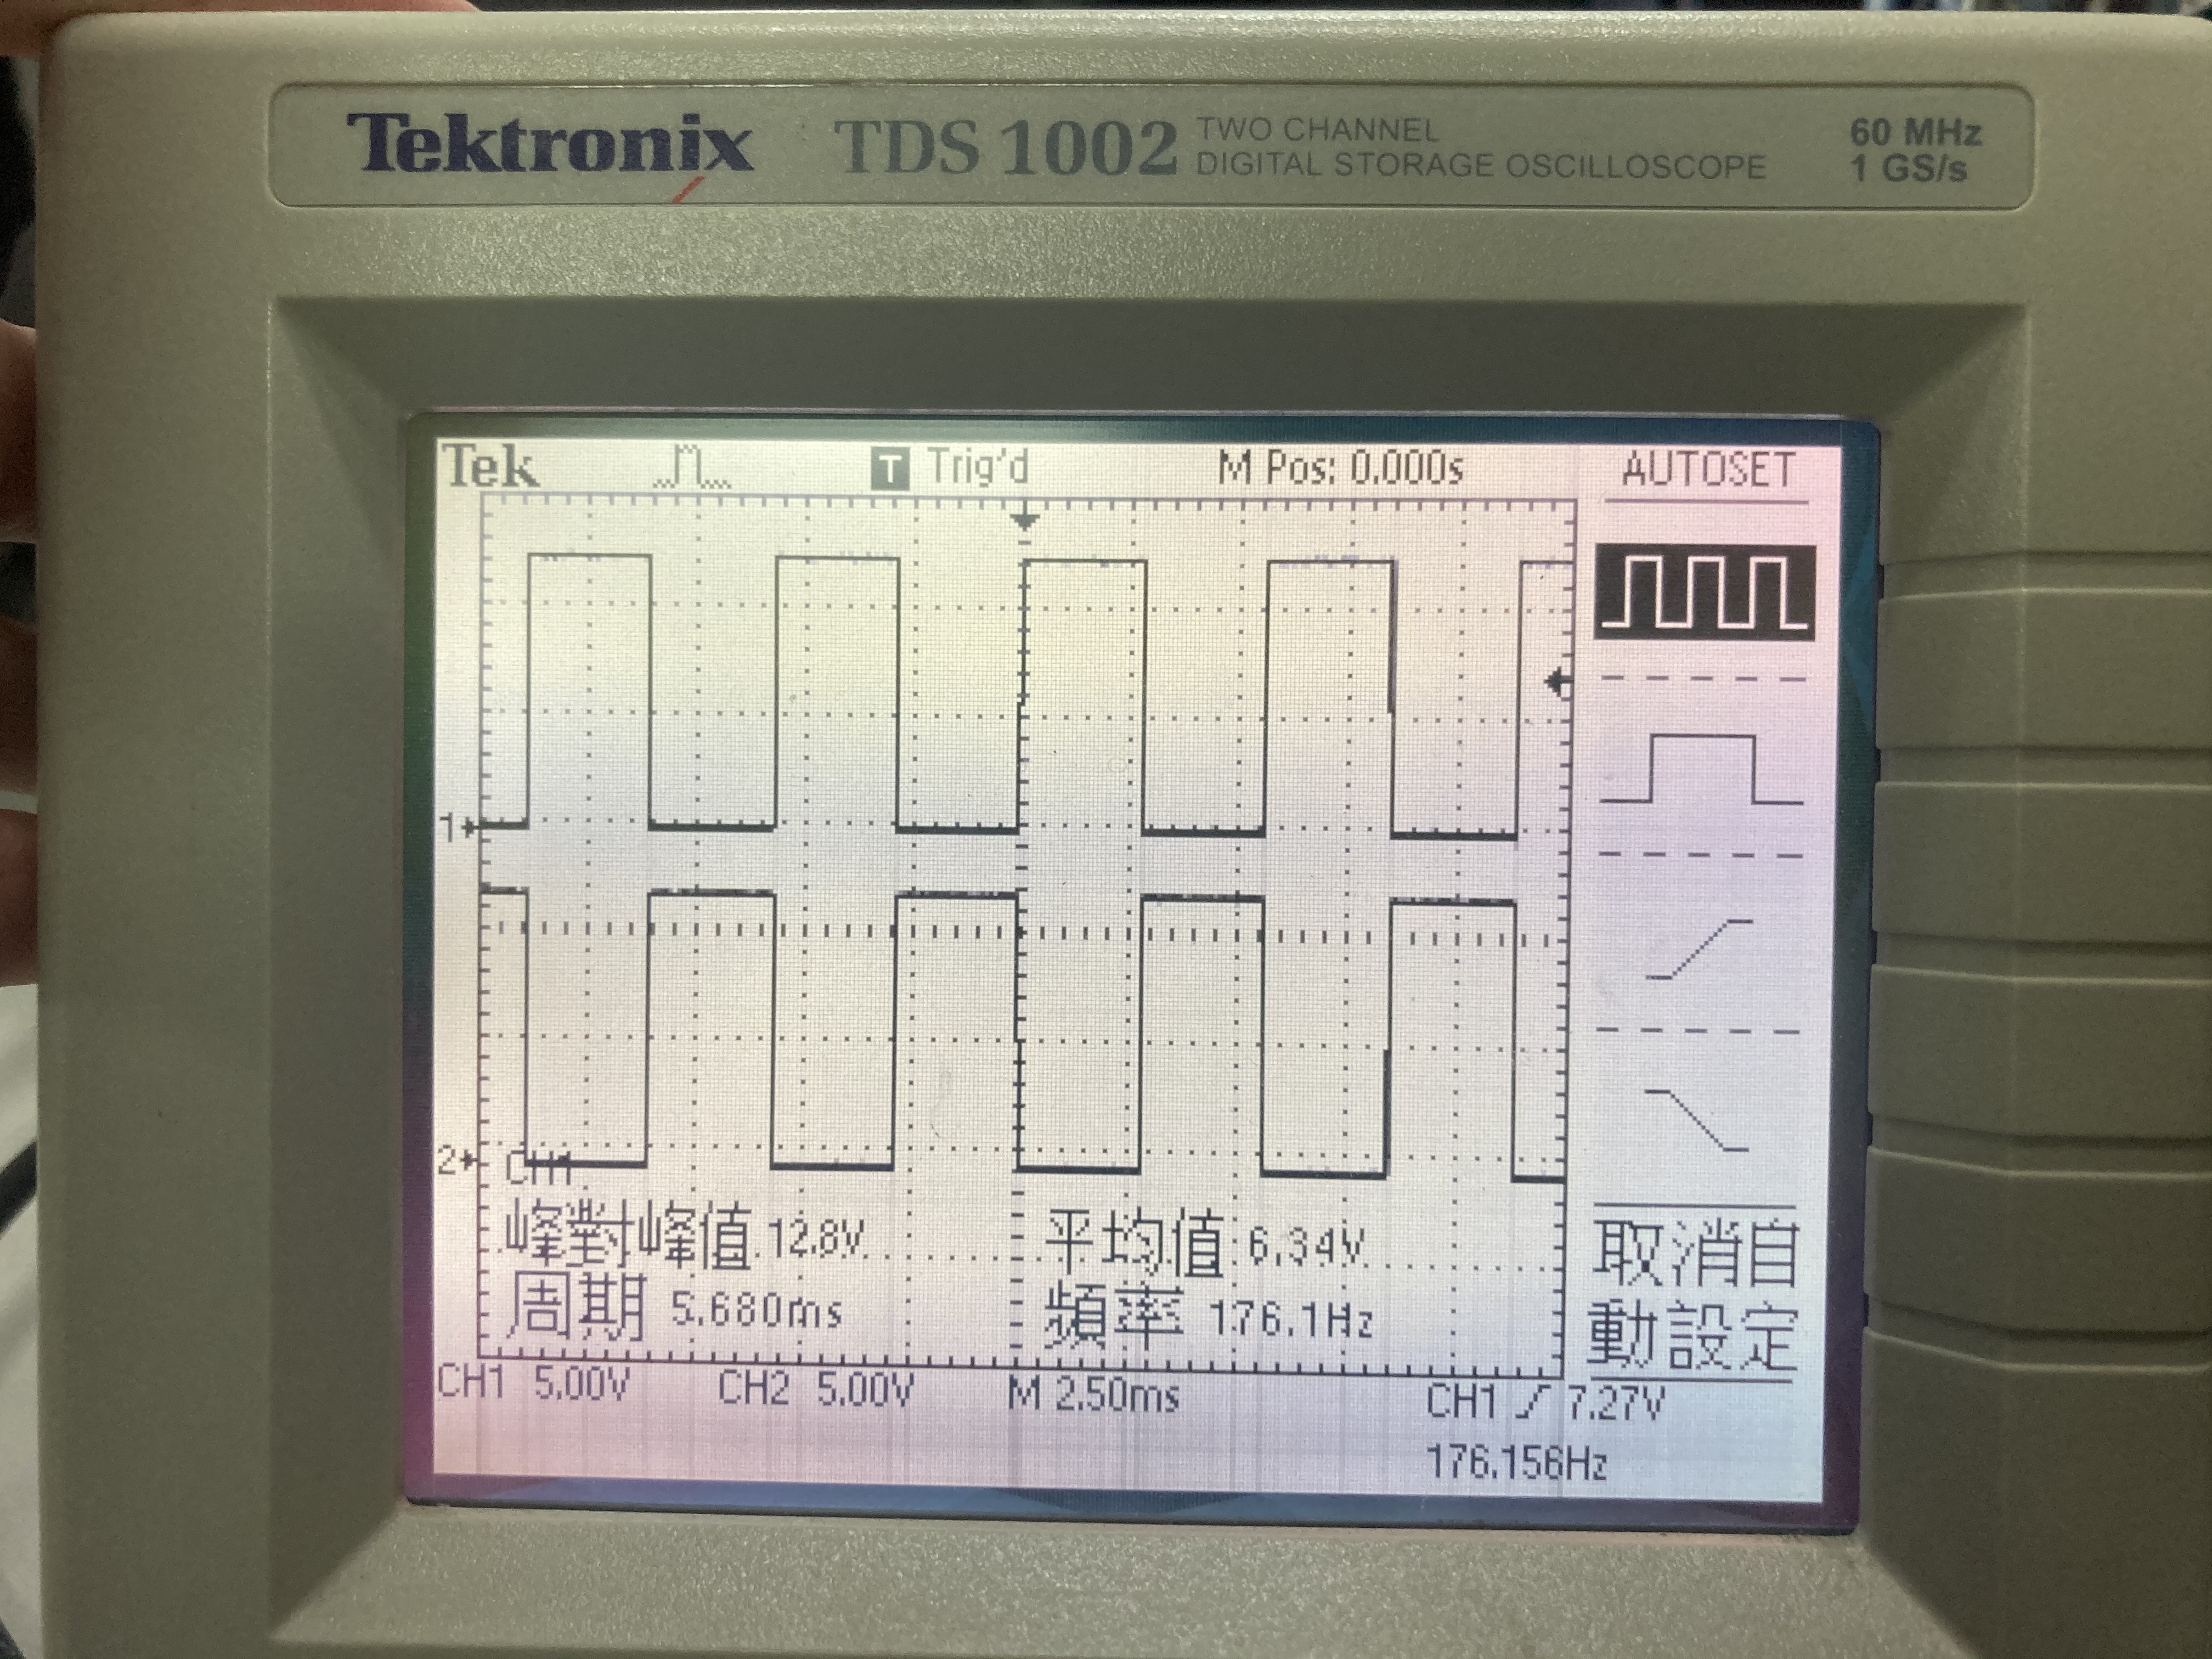 Tektronix TDS 1002 TWO CHANNEL DIGITAL STORAGE OSCILLOSCOPE 60 MHz 1 GS/s
Tek T Trig'd M Pos: 0.000s AUTOSET
1
2
CH1
峰對峰值 12.8V 平均值 6.34V
周期 5.680ms 頻率 176.1Hz
取消自
動設定
CH1 5.00V CH2 5.00V M 2.50ms CH1 7.27V
176.156Hz